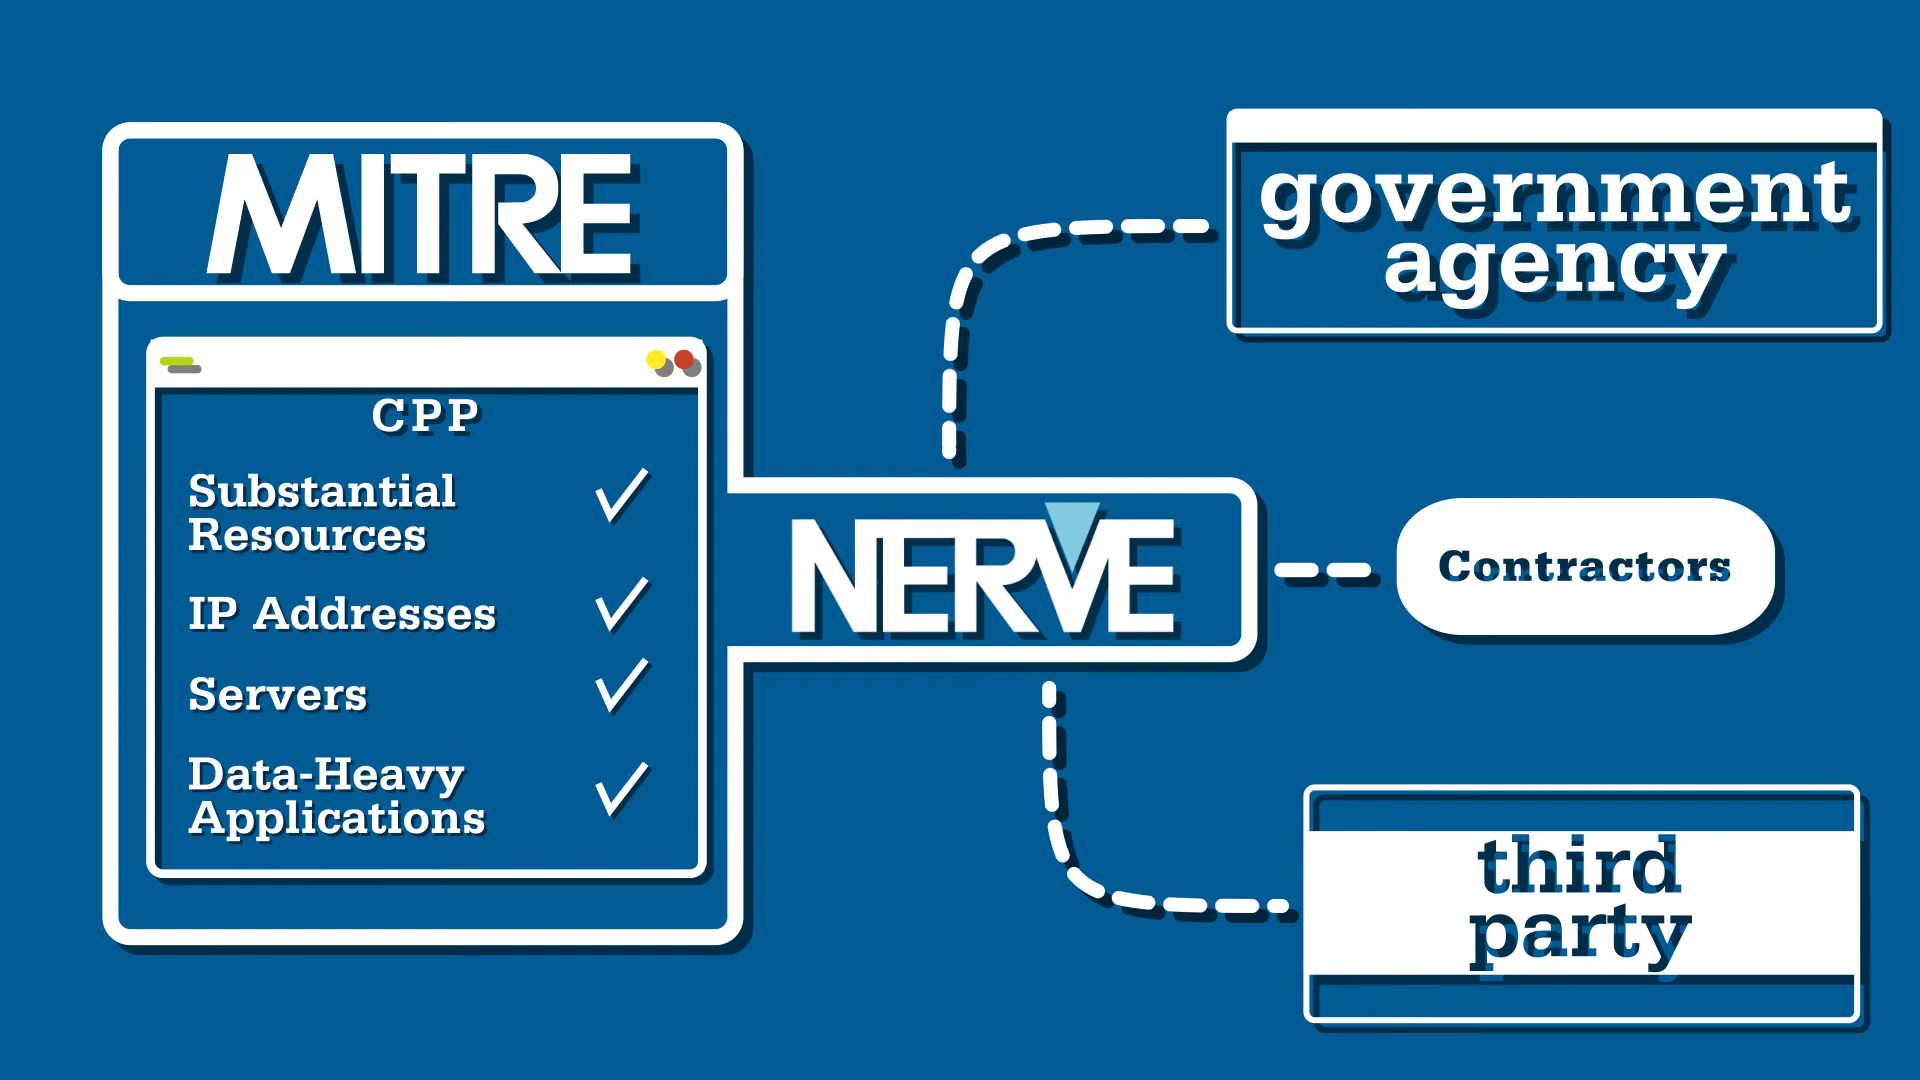 MITRE
CPP
Substantial
Resources
IP Addresses
Servers
Data-Heavy
Applications
NERVE
government
agency
Contractors
third
party